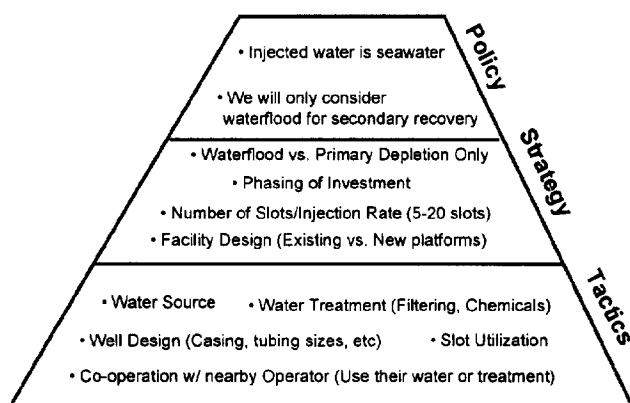 • Injected water is seawater
• We will only consider
waterflood for secondary recovery
Policy
• Waterflood vs. Primary Depletion Only
• Phasing of Investment
• Number of Slots/Injection Rate (5-20 slots)
• Facility Design (Existing vs. New platforms)
Strategy
• Water Source • Water Treatment (Filtering, Chemicals)
• Well Design (Casing, tubing sizes, etc) • Slot Utilization
• Co-operation w/ nearby Operator (Use their water or treatment)
Tactics